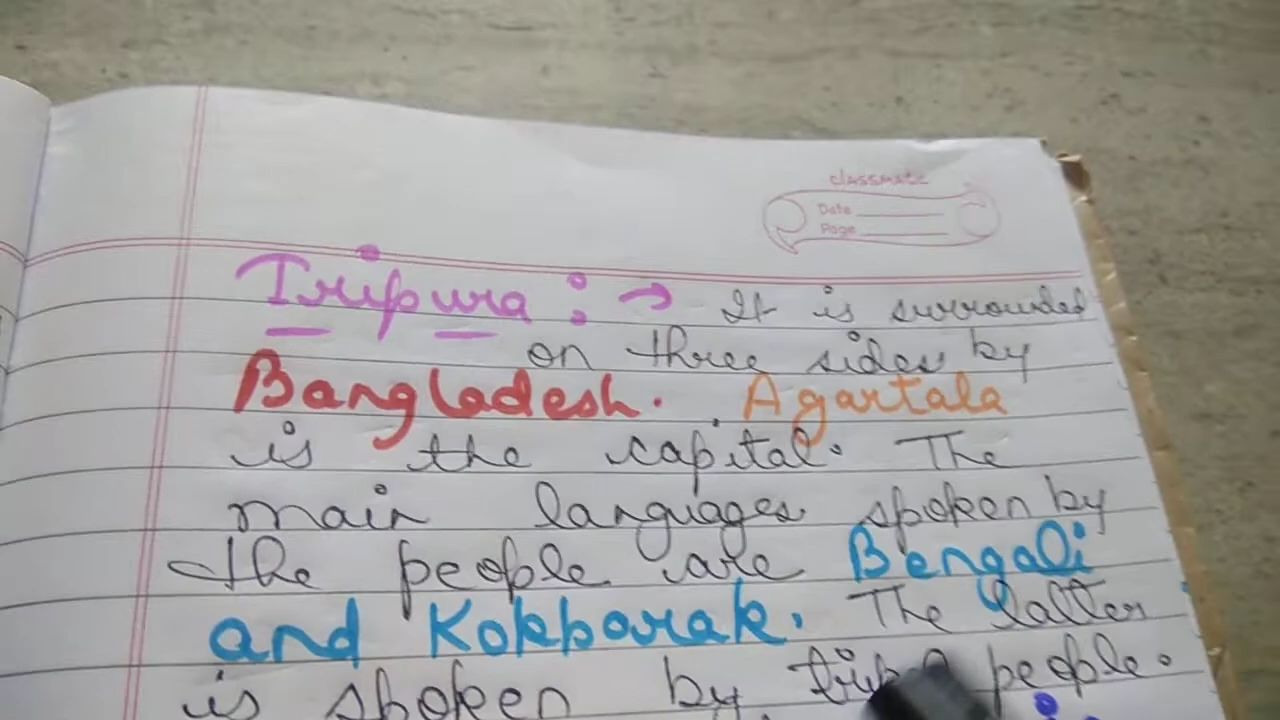 classmate
Date
Page
Tripura : → It is surrounded
on three sides by
Bangladesh. Agartala
is the capital. The
main languages spoken by
the people are Bengali
and Kokborak. The latter
is spoken by people.